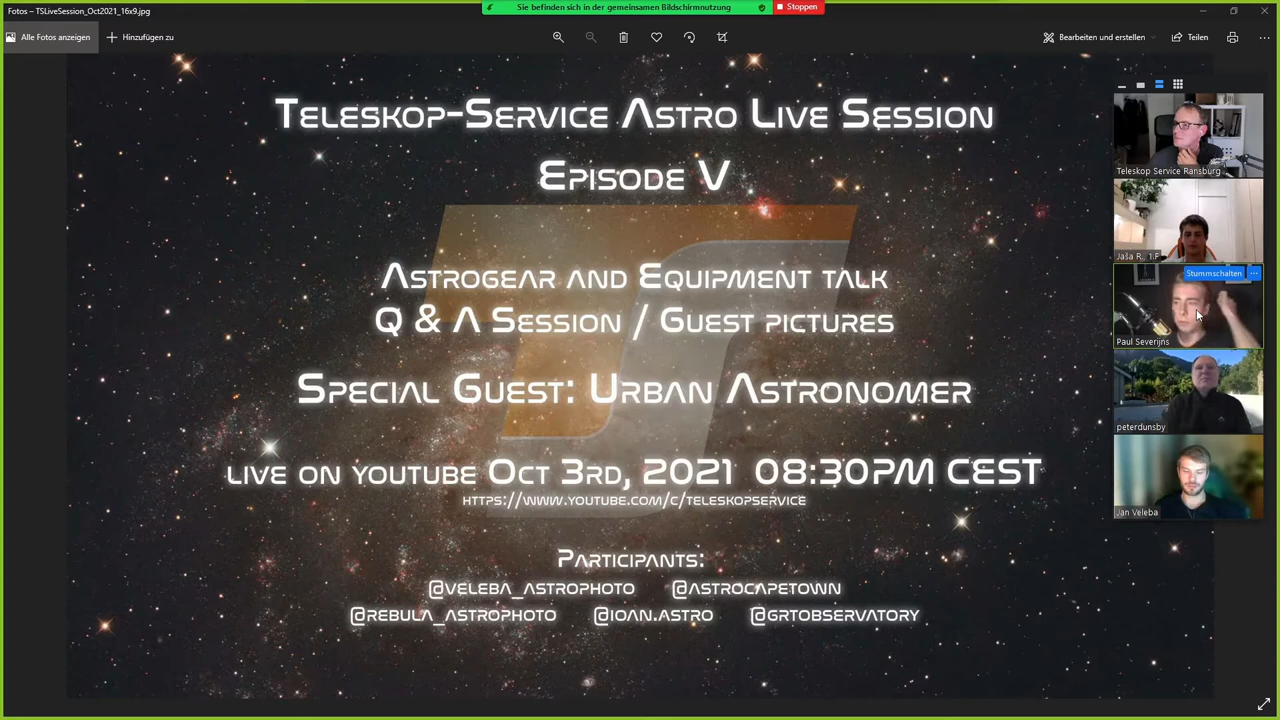 Fotos – TSLiveSession_Oct2021_16x9.jpg
Sie befinden sich in der gemeinsamen Bildschirmnutzung
Stoppen
Alle Fotos anzeigen
Hinzufügen zu
Bearbeiten und erstellen
Teilen
Teleskop-Service Astro Live Session
Episode V
Astrogear and Equipment talk
Q & A Session / Guest pictures
Special Guest: Urban Astronomer
live on youtube Oct 3rd, 2021 08:30PM CEST
https://www.youtube.com/c/teleskopservice
Participants:
@veleba_astrophoto @astrocapetown
@rebula_astrophoto @ioan.astro @grtobservatory
Teleskop Service Ransburg ...
Jaša R., 1.F
Stummschalten
Paul Severijns
peterdunsby
Jan Veleba